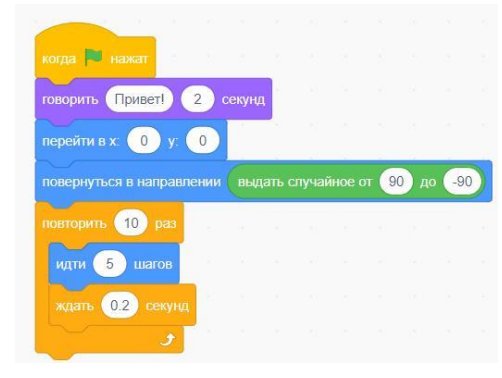 когда нажат
говорить Привет! 2 секунд
перейти в x: 0 y: 0
повернуться в направлении выдать случайное от 90 до -90
повторить 10 раз
идти 5 шагов
ждать 0.2 секунд